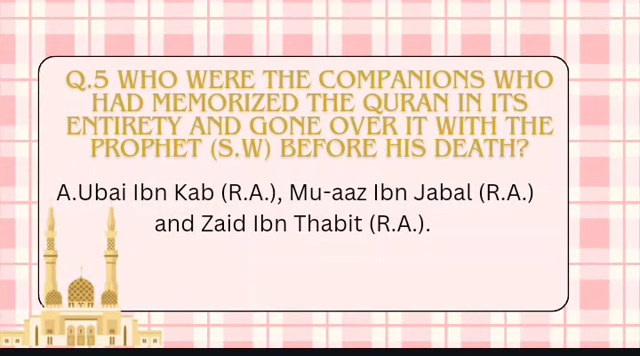 Q.5 WHO WERE THE COMPANIONS WHO
HAD MEMORIZED THE QURAN IN ITS
ENTIRETY AND GONE OVER IT WITH THE
PROPHET (S.W) BEFORE HIS DEATH?
A.Ubai Ibn Kab (R.A.), Mu-aaz Ibn Jabal (R.A.)
and Zaid Ibn Thabit (R.A.).